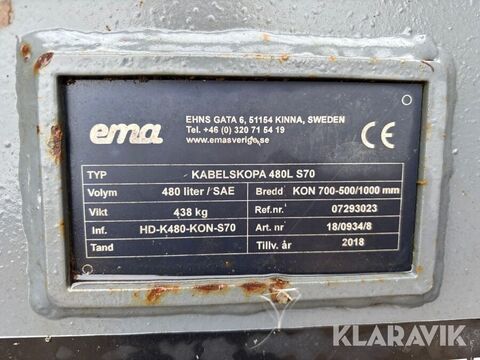 ema
EHNS GATA 6, 51154 KINNA, SWEDEN
Tel. +46 (0) 320 71 54 19
www.emasverige.se
CE
TYP KABELSKOPA 480L S70
Volym 480 liter / SAE Bredd KON 700-500/1000 mm
Vikt 438 kg Ref.nr. 07293023
Inf. HD-K480-KON-S70 Art. nr 18/0934/8
Tand Tillv. år 2018
KLARAVIK